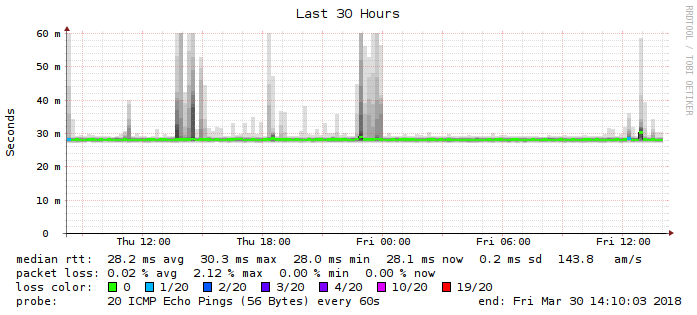 Last 30 Hours
RRDTOOL / TOBI OETIKER
Seconds
60 m
50 m
40 m
30 m
20 m
10 m
0
Thu 12:00 Thu 18:00 Fri 00:00 Fri 06:00 Fri 12:00
median rtt: 28.2 ms avg 30.3 ms max 28.0 ms min 28.1 ms now 0.2 ms sd 143.8 am/s
packet loss: 0.02 % avg 2.12 % max 0.00 % min 0.00 % now
loss color: 0 1/20 2/20 3/20 4/20 10/20 19/20
probe: 20 ICMP Echo Pings (56 Bytes) every 60s end: Fri Mar 30 14:10:03 2018